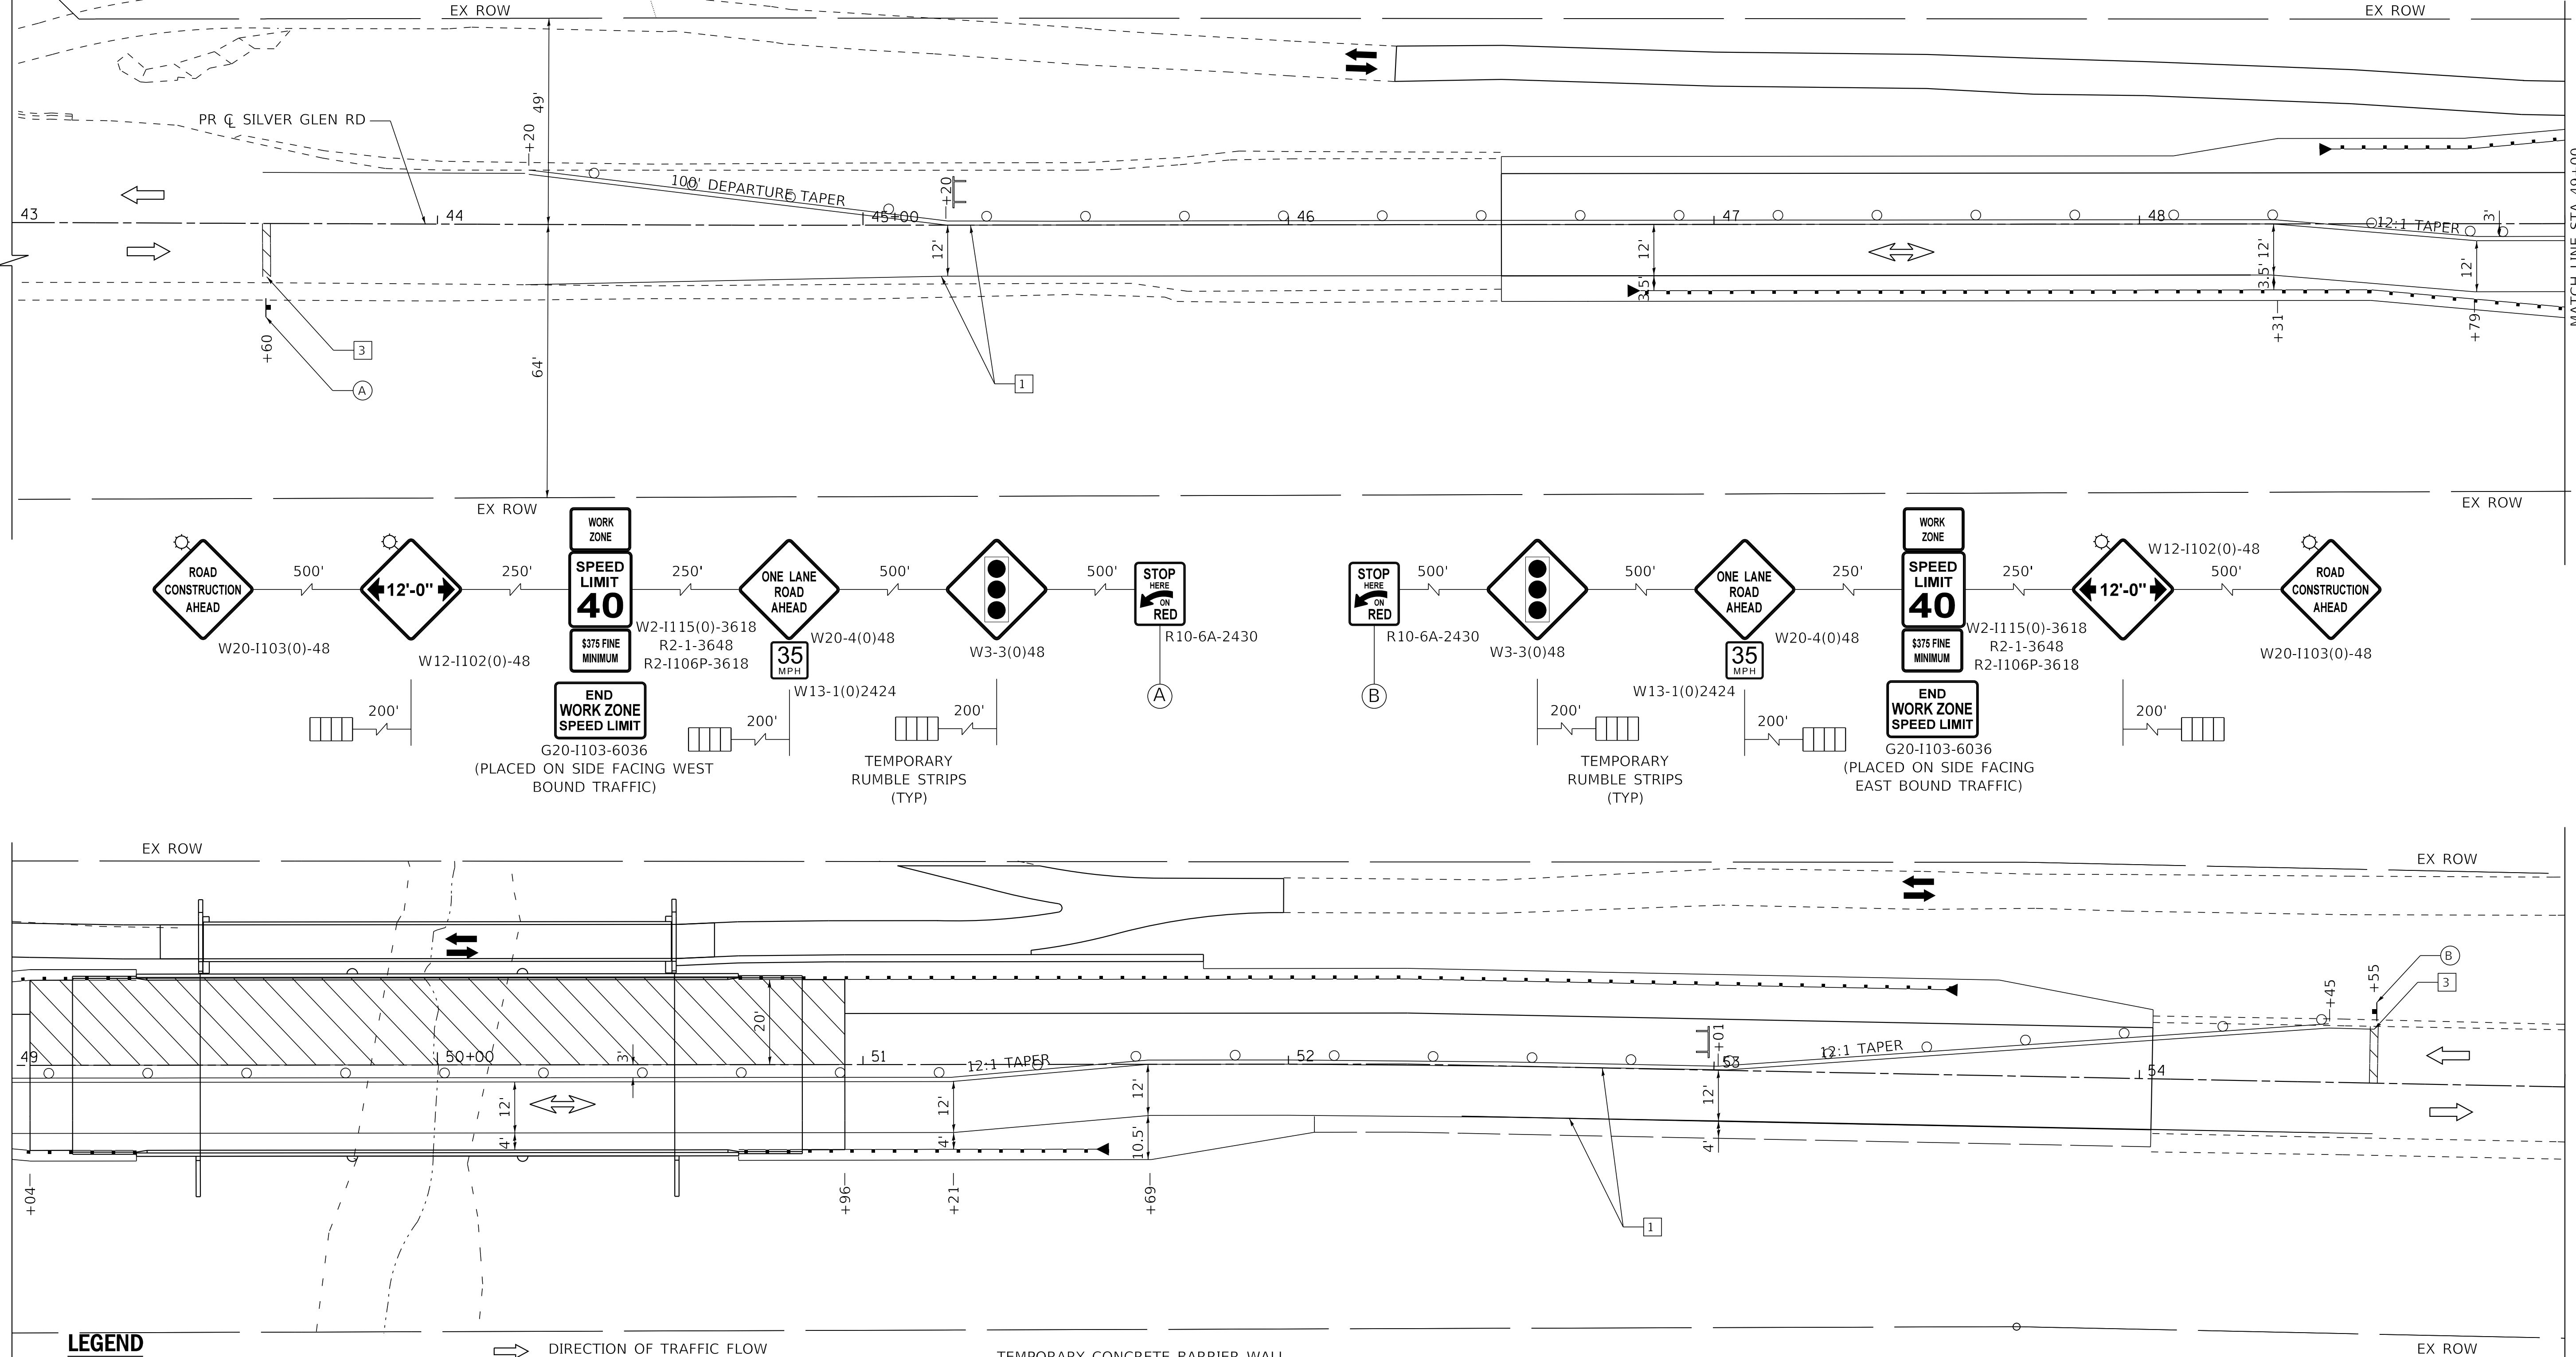 EX ROW
EX ROW
49'
PR ℄ SILVER GLEN RD
+20
100' DEPARTURE TAPER
+20
43
44
45+00
46
47
48
12:1 TAPER
3'
MATCH LINE STA 49+00
12'
12'
3.5'
12'
3.5'
12'
+60
3
A
64'
1
+31
+79
EX ROW
EX ROW
ROAD
CONSTRUCTION
AHEAD
W20-I103(0)-48
500'
12'-0"
W12-I102(0)-48
250'
WORK
ZONE
SPEED
LIMIT
40
$375 FINE
MINIMUM
W2-I115(0)-3618
R2-1-3648
R2-I106P-3618
250'
ONE LANE
ROAD
AHEAD
W20-4(0)48
35
MPH
W13-1(0)2424
500'
W3-3(0)48
500'
STOP
HERE
ON
RED
R10-6A-2430
A
END
WORK ZONE
SPEED LIMIT
G20-I103-6036
(PLACED ON SIDE FACING WEST
BOUND TRAFFIC)
200'
200'
200'
TEMPORARY
RUMBLE STRIPS
(TYP)
STOP
HERE
ON
RED
R10-6A-2430
B
500'
W3-3(0)48
500'
ONE LANE
ROAD
AHEAD
W20-4(0)48
35
MPH
W13-1(0)2424
250'
WORK
ZONE
SPEED
LIMIT
40
$375 FINE
MINIMUM
W2-I115(0)-3618
R2-1-3648
R2-I106P-3618
250'
12'-0"
W12-I102(0)-48
500'
ROAD
CONSTRUCTION
AHEAD
W20-I103(0)-48
200'
TEMPORARY
RUMBLE STRIPS
(TYP)
200'
END
WORK ZONE
SPEED LIMIT
G20-I103-6036
(PLACED ON SIDE FACING
EAST BOUND TRAFFIC)
200'
EX ROW
EX ROW
B
3
+45
+55
20'
49
3'
50+00
51
12:1 TAPER
52
+01
53
12:1 TAPER
54
12'
4'
12'
4'
12'
10.5'
12'
4'
+04
+96
+21
+69
1
LEGEND
DIRECTION OF TRAFFIC FLOW
TEMPORARY CONCRETE BARRIER WALL
EX ROW